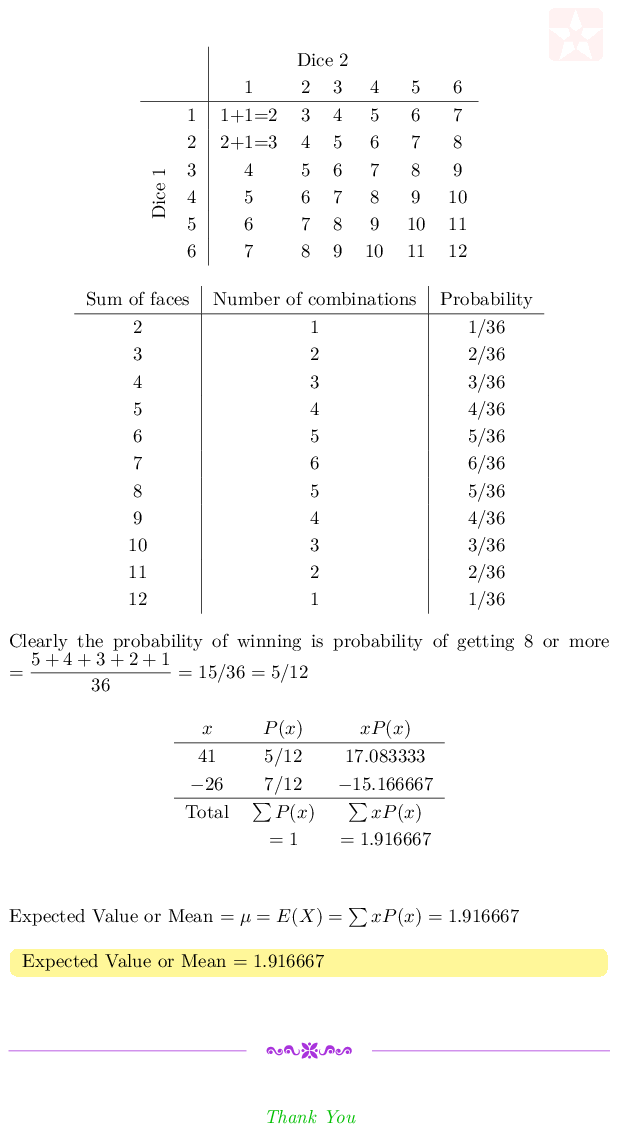 Dice 2
1 2 3 4 5 6
1 1+1=2 3 4 5 6 7
2 2+1=3 4 5 6 7 8
Dice 1
3 4 5 6 7 8 9
4 5 6 7 8 9 10
5 6 7 8 9 10 11
6 7 8 9 10 11 12
Sum of faces Number of combinations Probability
2 1 1/36
3 2 2/36
4 3 3/36
5 4 4/36
6 5 5/36
7 6 6/36
8 5 5/36
9 4 4/36
10 3 3/36
11 2 2/36
12 1 1/36
Clearly the probability of winning is probability of getting 8 or more
= (5 + 4 + 3 + 2 + 1)/36 = 15/36 = 5/12
x P(x) xP(x)
41 5/12 17.083333
−26 7/12 −15.166667
Total ∑ P(x) ∑ xP(x)
= 1 = 1.916667
Expected Value or Mean = μ = E(X) = ∑ xP(x) = 1.916667
Expected Value or Mean = 1.916667
Thank You